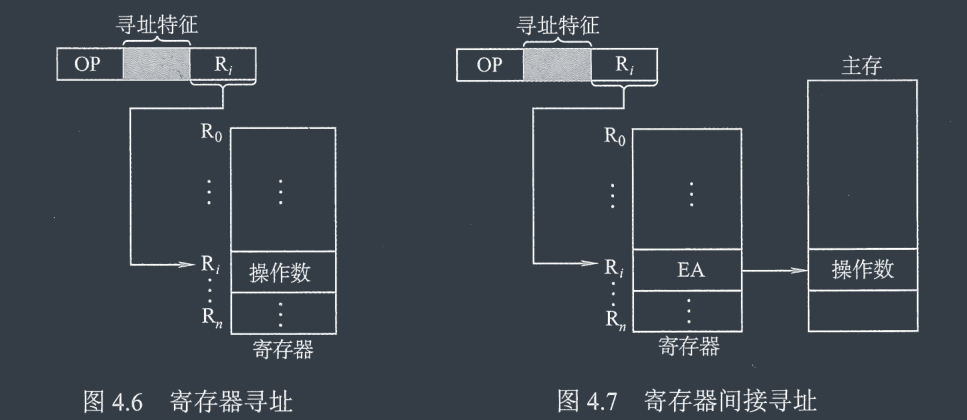 寻址特征
OP
R_i
R_0
⋮
⋮
R_i
操作数
⋮
R_n
⋮
寄存器
图 4.6 寄存器寻址
寻址特征
OP
R_i
主存
R_0
⋮
⋮
R_i
EA
操作数
⋮
R_n
⋮
寄存器
图 4.7 寄存器间接寻址